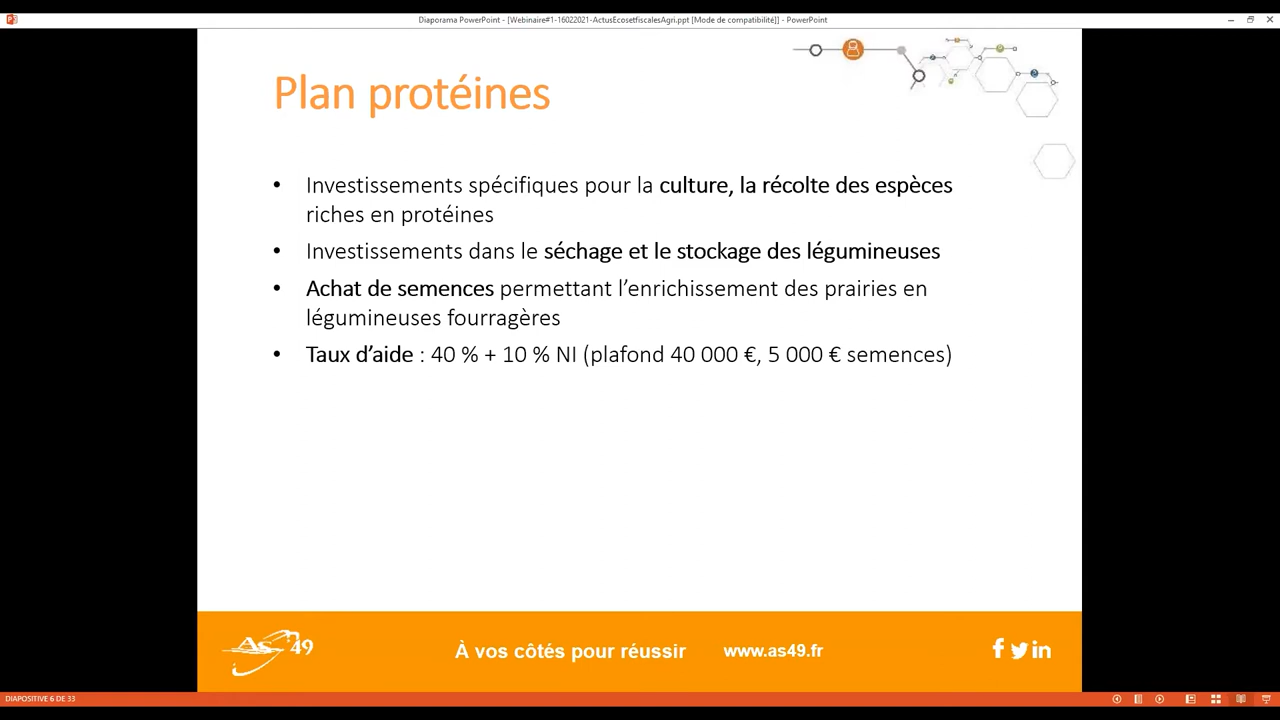 Diaporama PowerPoint - [Webinaire#1-16022021-ActusEcosetfiscalesAgri.ppt [Mode de compatibilité]] - PowerPoint
Plan protéines
• Investissements spécifiques pour la culture, la récolte des espèces
riches en protéines
• Investissements dans le séchage et le stockage des légumineuses
• Achat de semences permettant l’enrichissement des prairies en
légumineuses fourragères
• Taux d’aide : 40 % + 10 % NI (plafond 40 000 €, 5 000 € semences)
As 49
À vos côtés pour réussir www.as49.fr
DIAPOSITIVE 6 DE 33